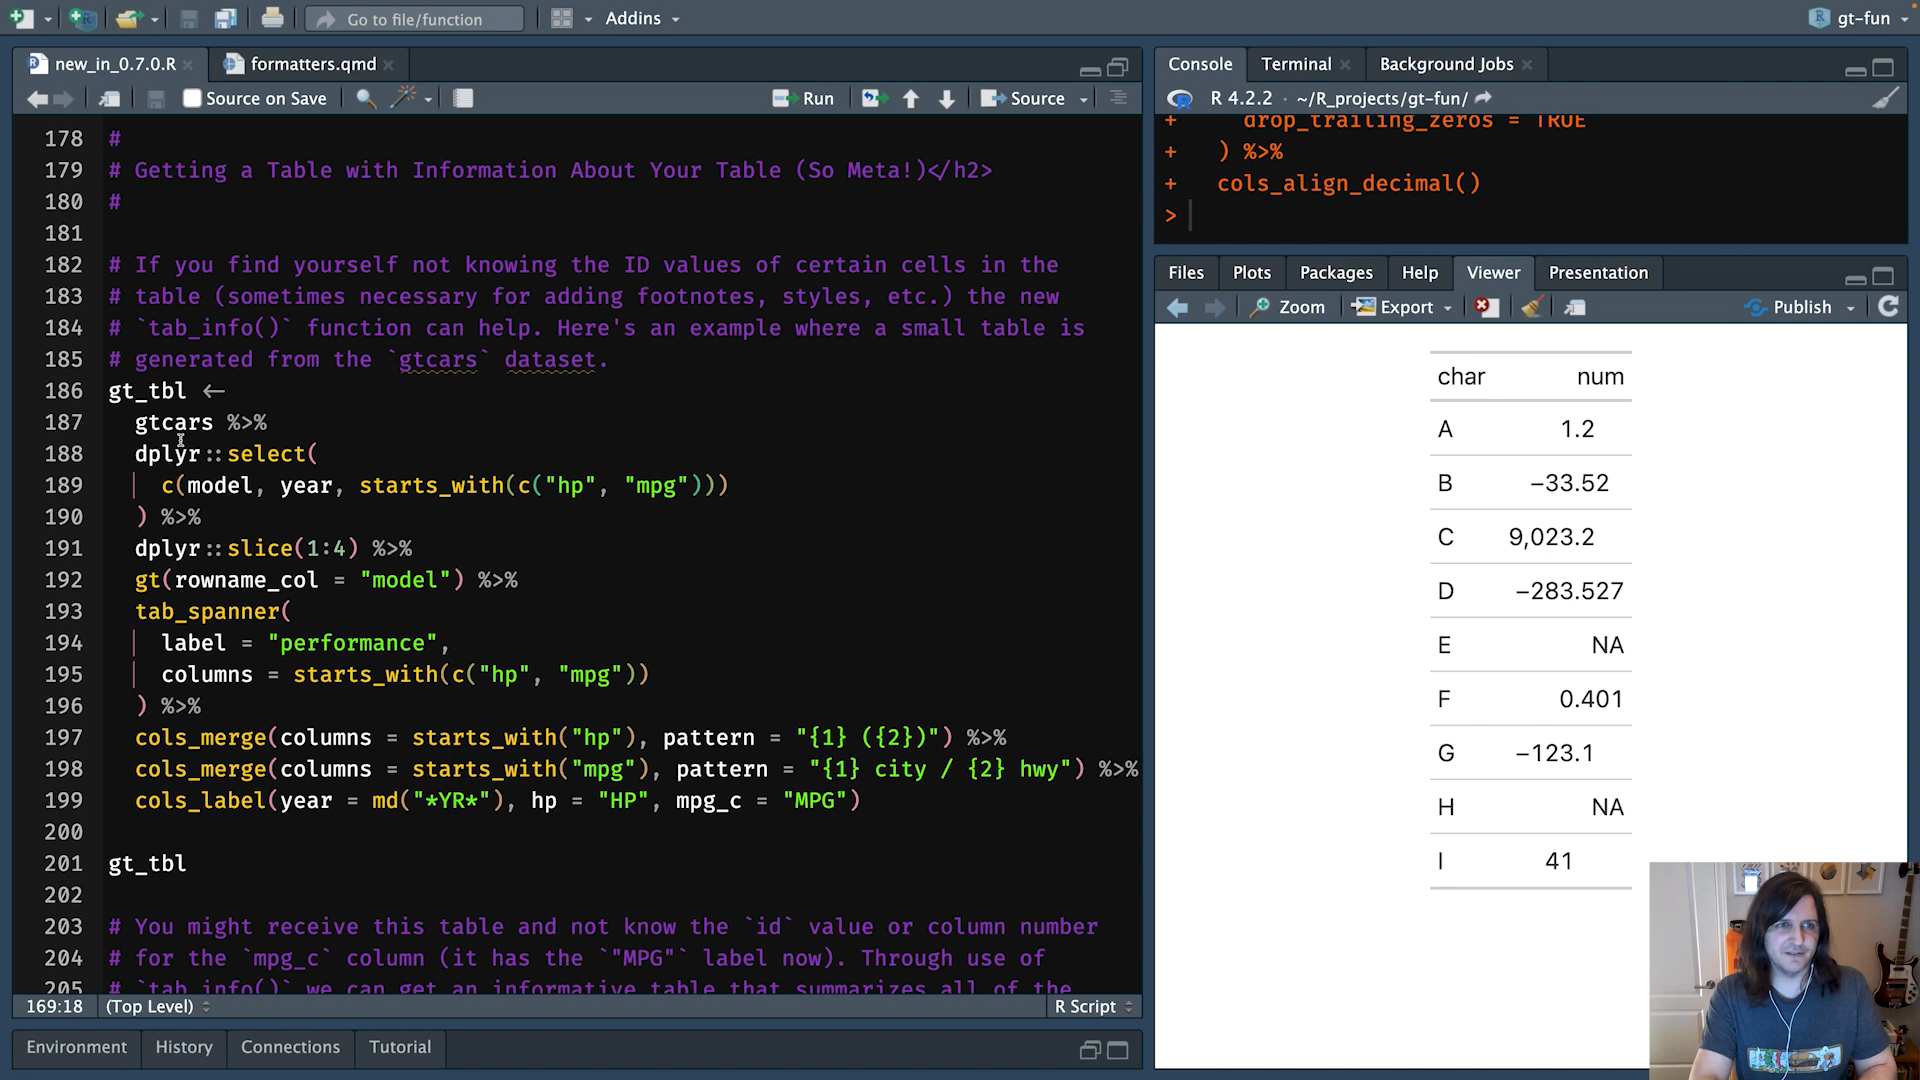 Go to file/function
Addins
gt-fun
new_in_0.7.0.R
formatters.qmd
Source on Save
Run
Source
178 #
179 # Getting a Table with Information About Your Table (So Meta!)</h2>
180 #
181
182 # If you find yourself not knowing the ID values of certain cells in the
183 # table (sometimes necessary for adding footnotes, styles, etc.) the new
184 # `tab_info()` function can help. Here's an example where a small table is
185 # generated from the `gtcars` dataset.
186 gt_tbl <-
187 gtcars %>%
188 dplyr::select(
189 c(model, year, starts_with(c("hp", "mpg")))
190 ) %>%
191 dplyr::slice(1:4) %>%
192 gt(rowname_col = "model") %>%
193 tab_spanner(
194 label = "performance",
195 columns = starts_with(c("hp", "mpg"))
196 ) %>%
197 cols_merge(columns = starts_with("hp"), pattern = "{1} ({2})") %>%
198 cols_merge(columns = starts_with("mpg"), pattern = "{1} city / {2} hwy") %>%
199 cols_label(year = md("*YR*"), hp = "HP", mpg_c = "MPG")
200
201 gt_tbl
202
203 # You might receive this table and not know the `id` value or column number
204 # for the `mpg_c` column (it has the `"MPG"` label now). Through use of
205 # `tab_info()` we can get an informative table that summarizes all of the
169:18 (Top Level) R Script
Environment History Connections Tutorial
Console Terminal Background Jobs
R 4.2.2 · ~/R_projects/gt-fun/
+ drop_trailing_zeros = TRUE
+ ) %>%
+ cols_align_decimal()
>
Files Plots Packages Help Viewer Presentation
Zoom Export Publish
char num
A 1.2
B −33.52
C 9,023.2
D −283.527
E NA
F 0.401
G −123.1
H NA
I 41